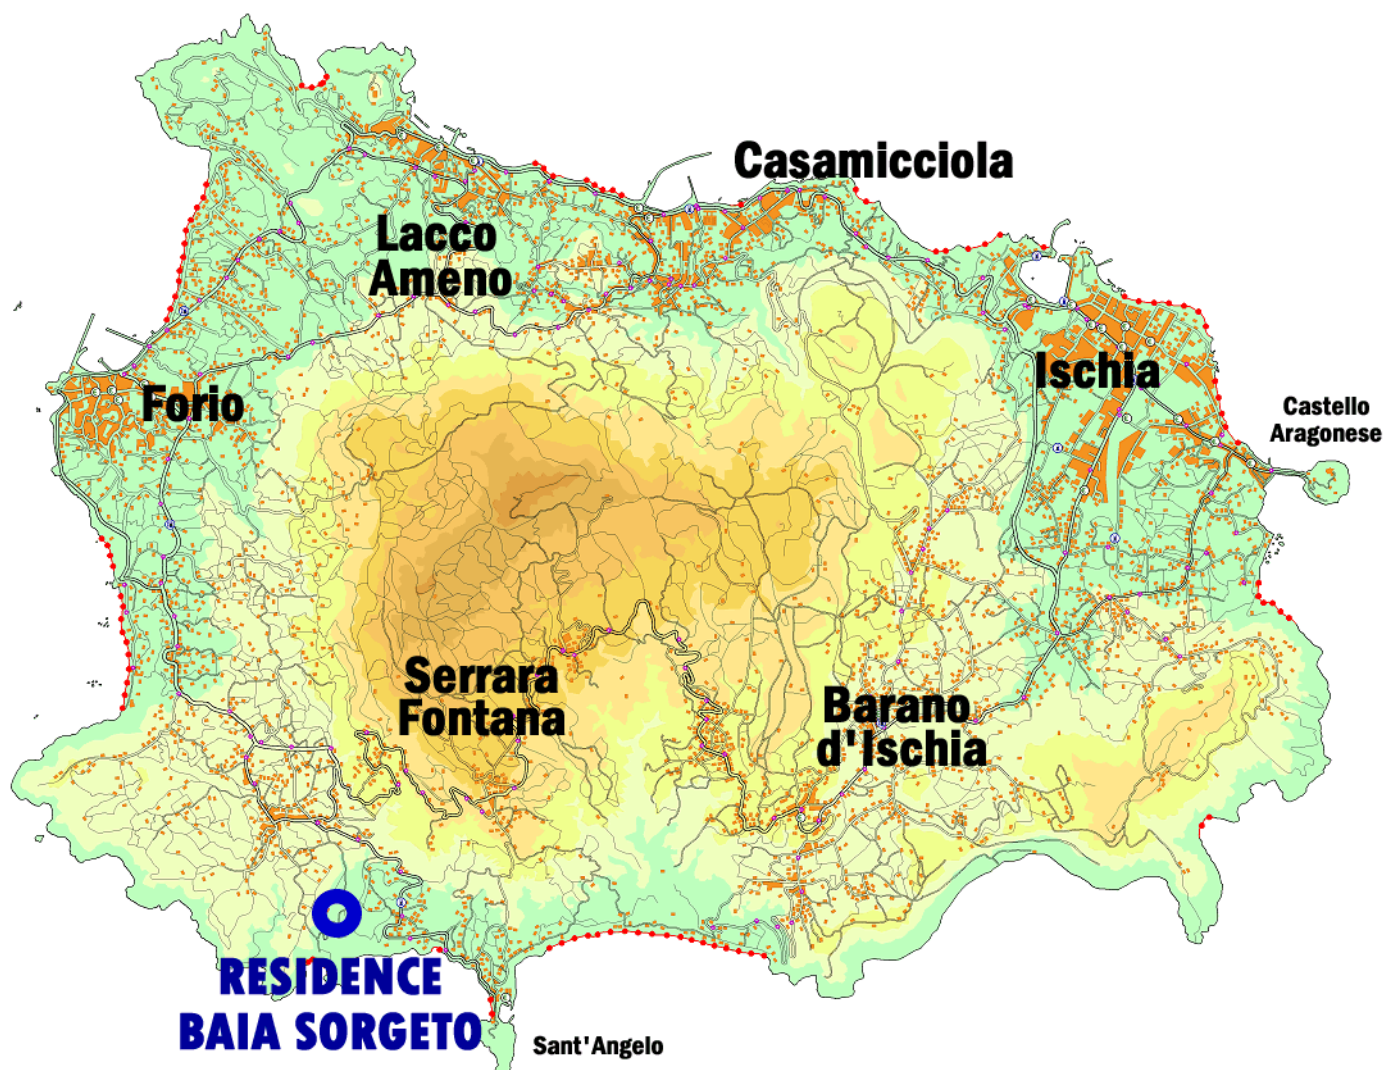 Casamicciola
Lacco
Ameno
Ischia
Forio
Castello
Aragonese
Serrara
Fontana
Barano
d'Ischia
RESIDENCE
BAIA SORGETO
Sant'Angelo